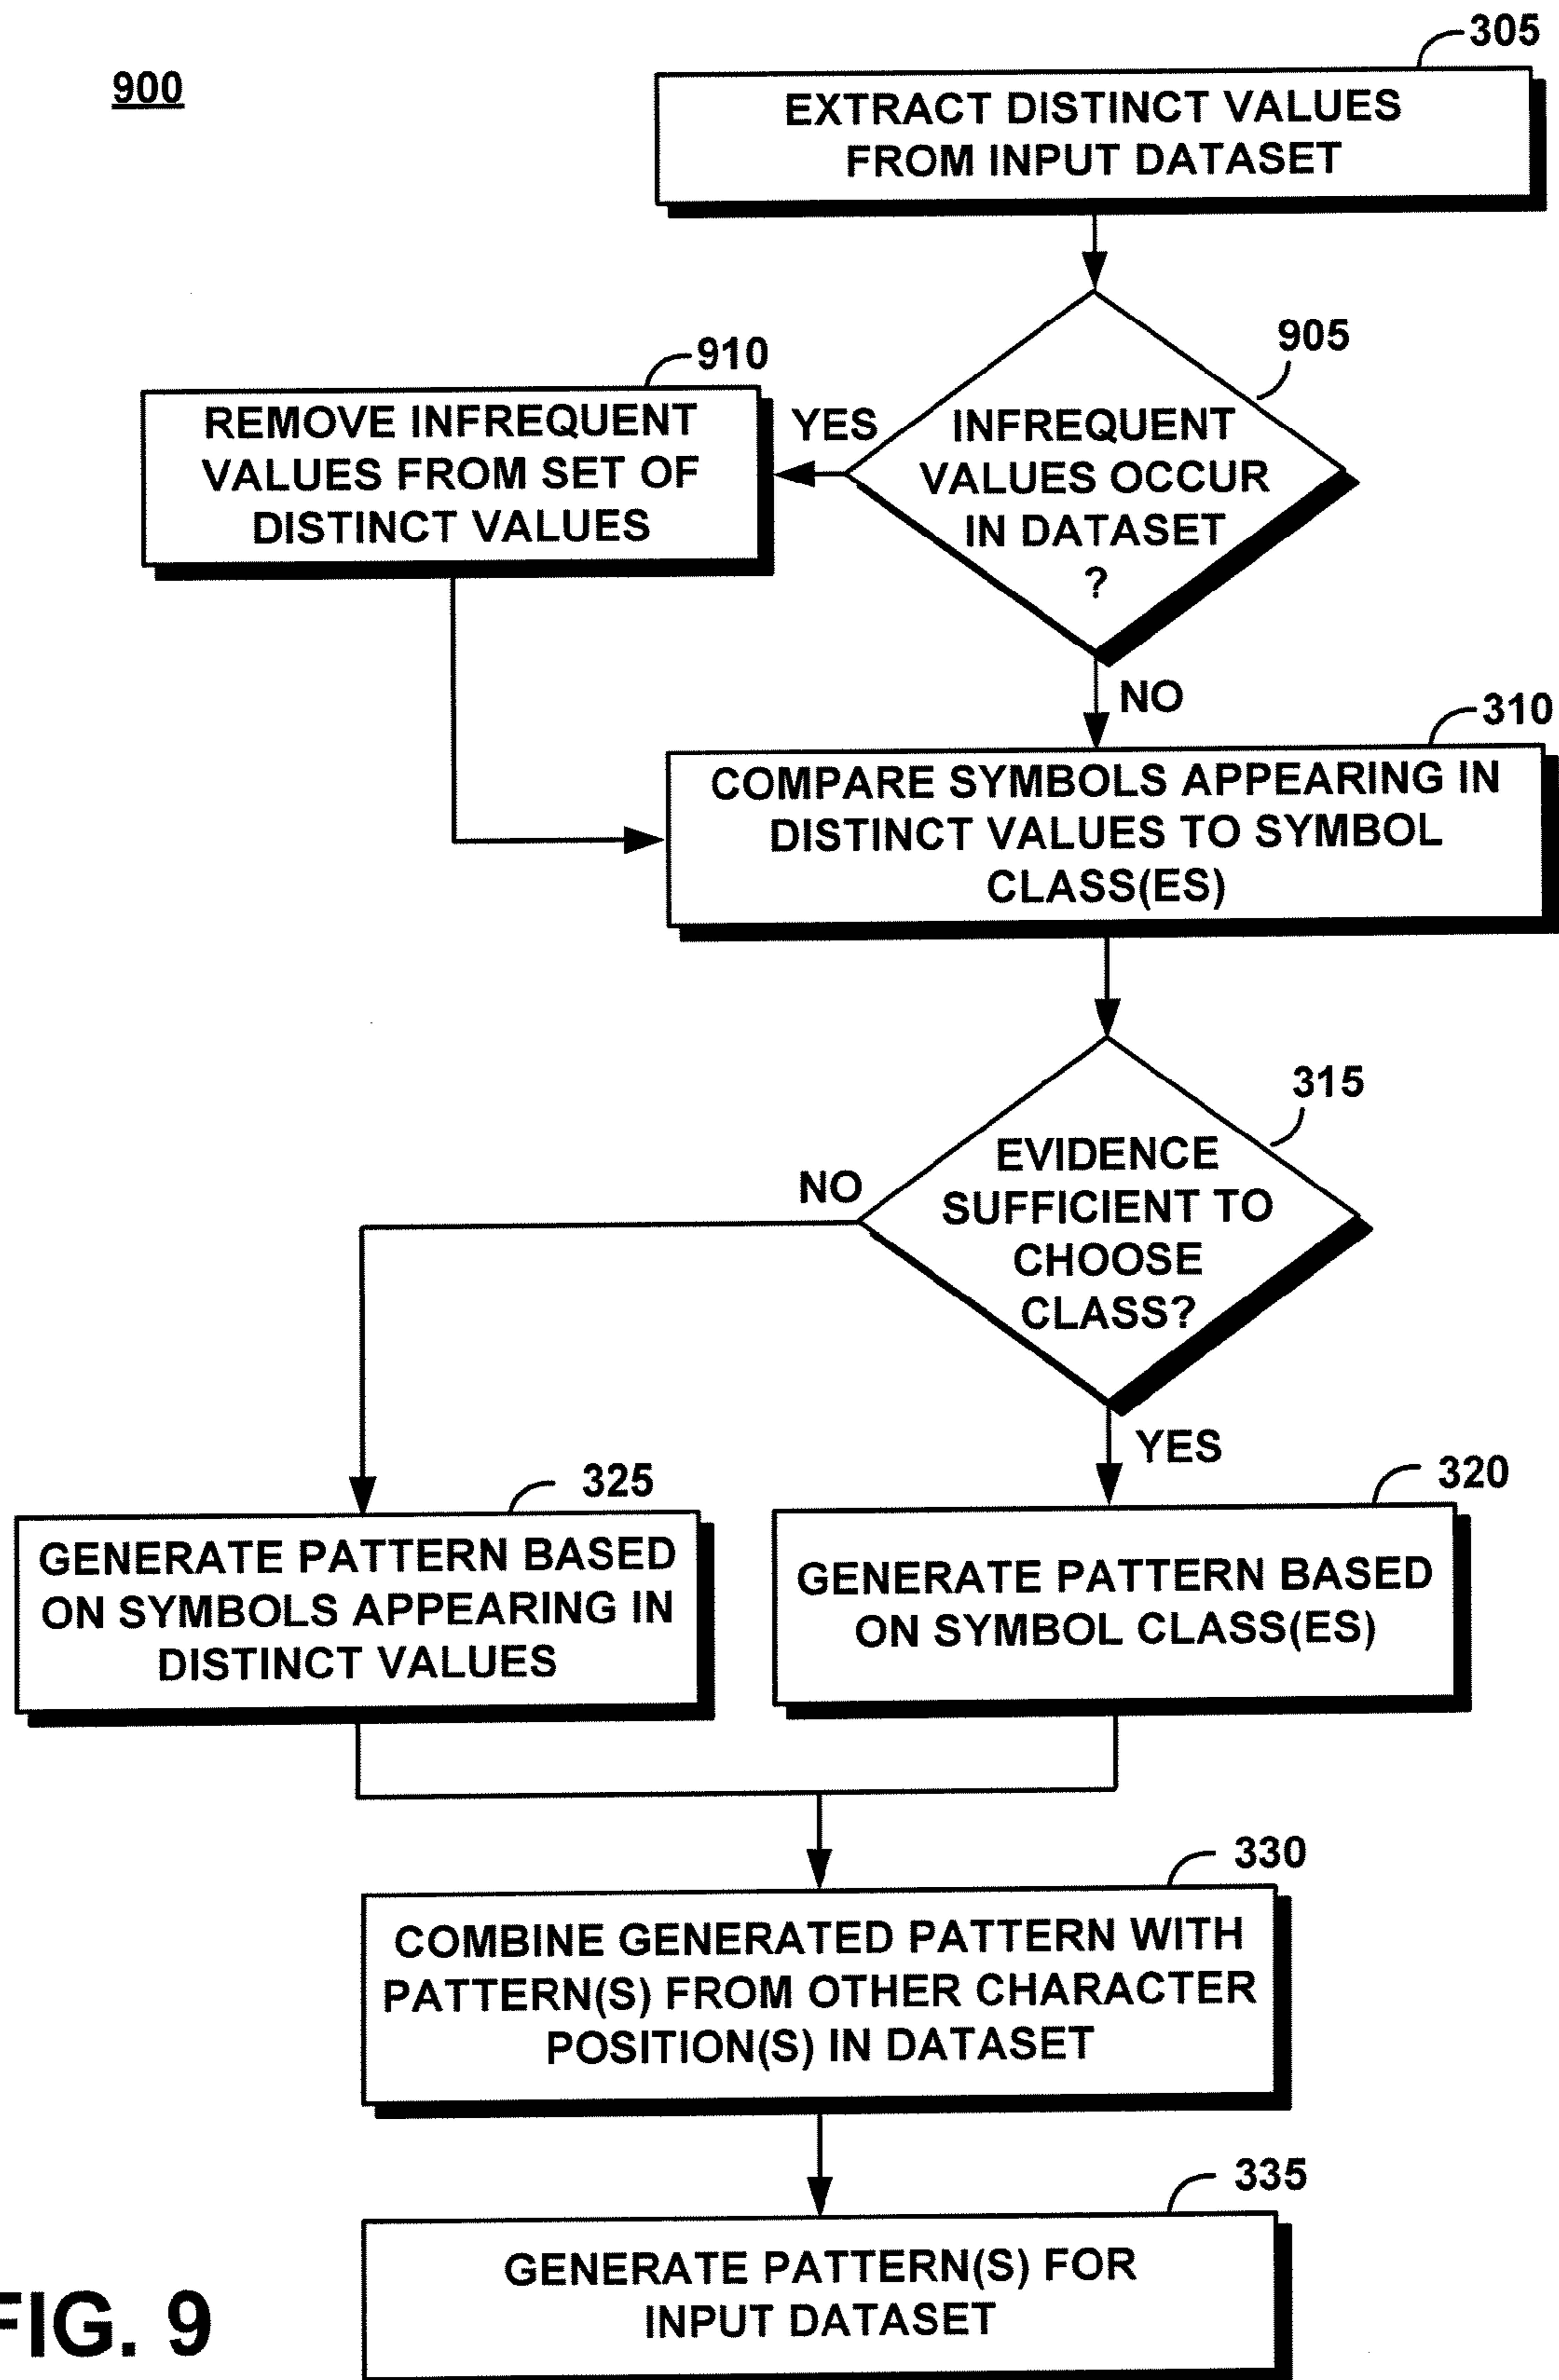 900
305
EXTRACT DISTINCT VALUES
FROM INPUT DATASET
905
INFREQUENT
VALUES OCCUR
IN DATASET
?
YES
910
REMOVE INFREQUENT
VALUES FROM SET OF
DISTINCT VALUES
NO
310
COMPARE SYMBOLS APPEARING IN
DISTINCT VALUES TO SYMBOL
CLASS(ES)
315
EVIDENCE
SUFFICIENT TO
CHOOSE
CLASS?
NO
YES
325
GENERATE PATTERN BASED
ON SYMBOLS APPEARING IN
DISTINCT VALUES
320
GENERATE PATTERN BASED
ON SYMBOL CLASS(ES)
330
COMBINE GENERATED PATTERN WITH
PATTERN(S) FROM OTHER CHARACTER
POSITION(S) IN DATASET
335
GENERATE PATTERN(S) FOR
INPUT DATASET
FIG. 9